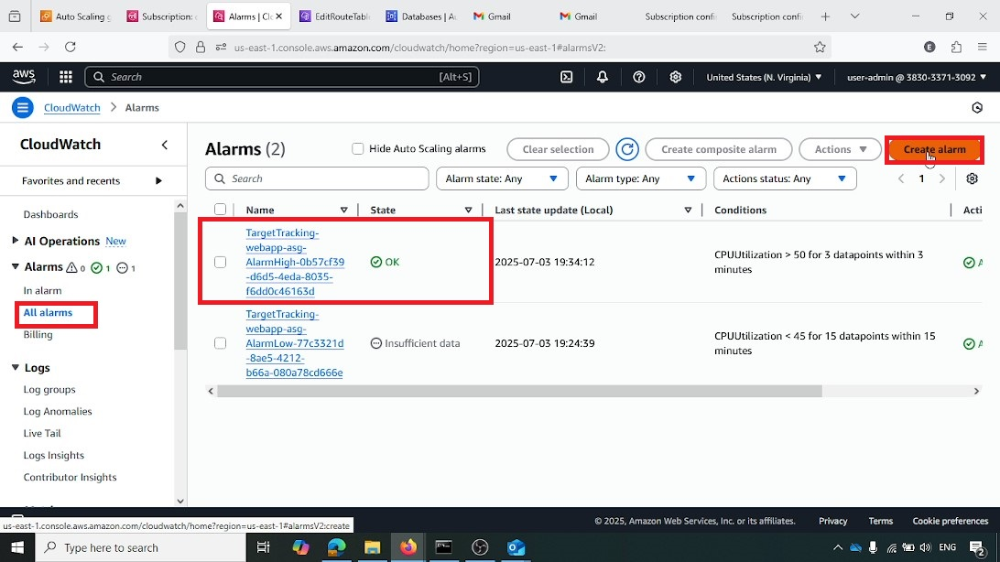 Auto Scaling g
Subscription: c
Alarms | Clo
EditRouteTable
Databases | Au
Gmail
Gmail
Subscription confi
Subscription confi
us-east-1.console.aws.amazon.com/cloudwatch/home?region=us-east-1#alarmsV2:
E
aws
Search
[Alt+S]
United States (N. Virginia)
user-admin @ 3830-3371-3092
CloudWatch
Alarms
CloudWatch
Favorites and recents
Dashboards
AI Operations New
Alarms 0 1 1
In alarm
All alarms
Billing
Logs
Log groups
Log Anomalies
Live Tail
Logs Insights
Contributor Insights
Alarms (2)
Hide Auto Scaling alarms
Clear selection
Create composite alarm
Actions
Create alarm
Search
Alarm state: Any
Alarm type: Any
Actions status: Any
1
Name
State
Last state update (Local)
Conditions
Acti
TargetTracking-
webapp-asg-
AlarmHigh-0b57cf39
-d6d5-4eda-8035-
f6dd0c46163d
OK
2025-07-03 19:34:12
CPUUtilization > 50 for 3 datapoints within 3
minutes
A
TargetTracking-
webapp-asg-
AlarmLow-77c3321d
-8ae5-4212-
b66a-080a78cd666e
Insufficient data
2025-07-03 19:24:39
CPUUtilization < 45 for 15 datapoints within 15
minutes
A
us-east-1.console.aws.amazon.com/cloudwatch/home?region=us-east-1#alarmsV2:create
© 2025, Amazon Web Services, Inc. or its affiliates.
Privacy
Terms
Cookie preferences
Type here to search
ENG
2